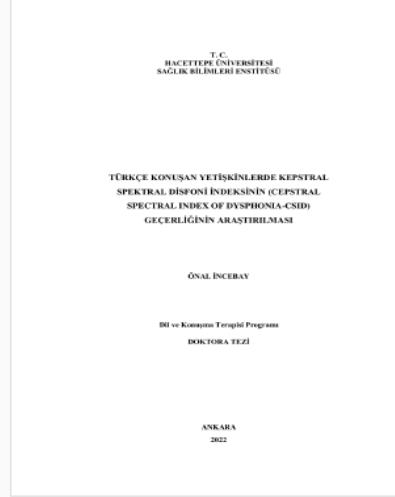 T. C.
HACETTEPE ÜNİVERSİTESİ
SAĞLIK BİLİMLERİ ENSTİTÜSÜ
TÜRKÇE KONUŞAN YETİŞKİNLERDE KEPSTRAL
SPEKTRAL DİSFONİ İNDEKSİNİN (CEPSTRAL
SPECTRAL INDEX OF DYSPHONIA-CSID)
GEÇERLİĞİNİN ARAŞTIRILMASI
ÖNAL İNCEBAY
Dil ve Konuşma Terapisi Programı
DOKTORA TEZİ
ANKARA
2022